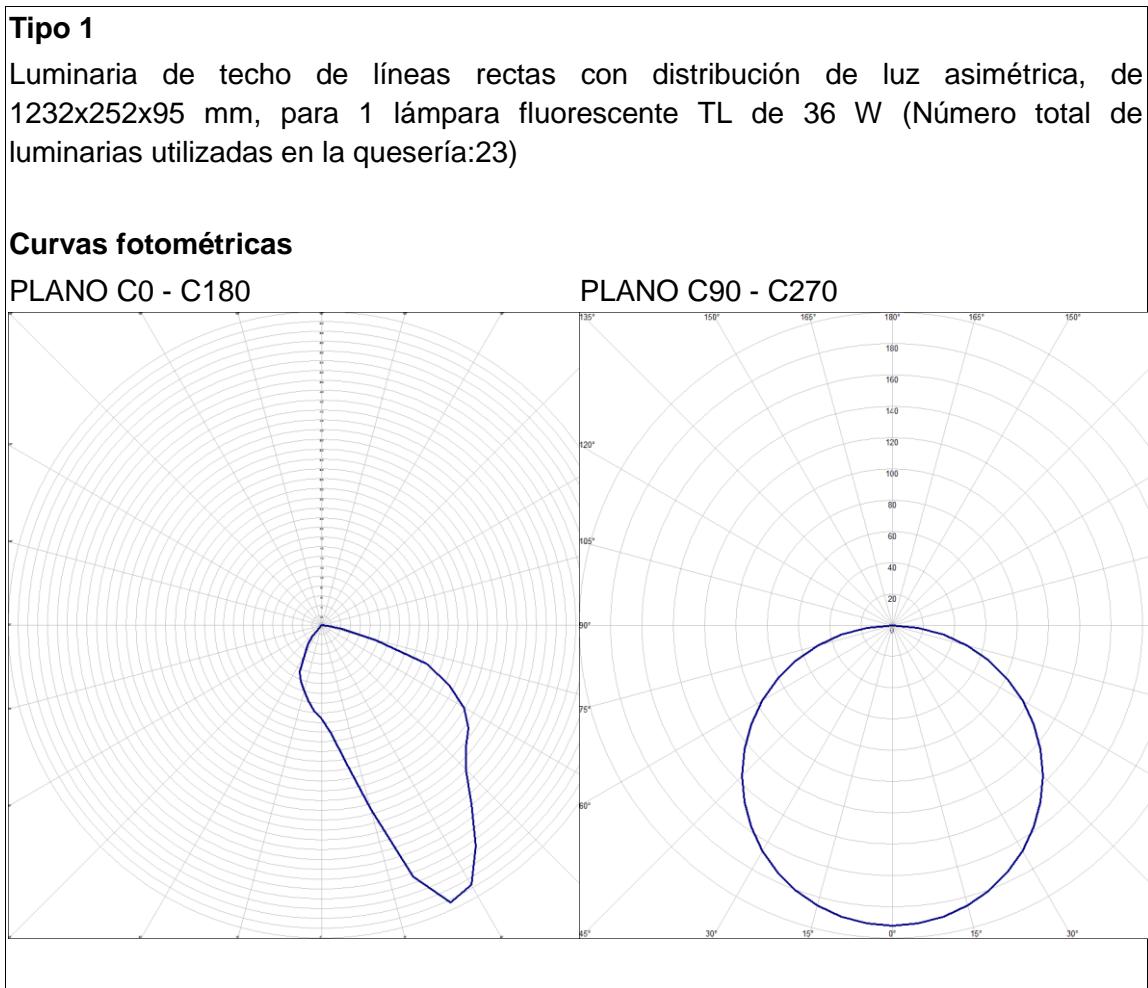 Tipo 1
Luminaria de techo de líneas rectas con distribución de luz asimétrica, de
1232x252x95 mm, para 1 lámpara fluorescente TL de 36 W (Número total de
luminarias utilizadas en la quesería:23)
Curvas fotométricas
PLANO C0 - C180 PLANO C90 - C270
135° 150° 165° 180° 165° 150°
180
160
140
120
120°
100
80
105°
60
40
20
90° 0
75°
60°
45° 30° 15° 0° 15° 30°